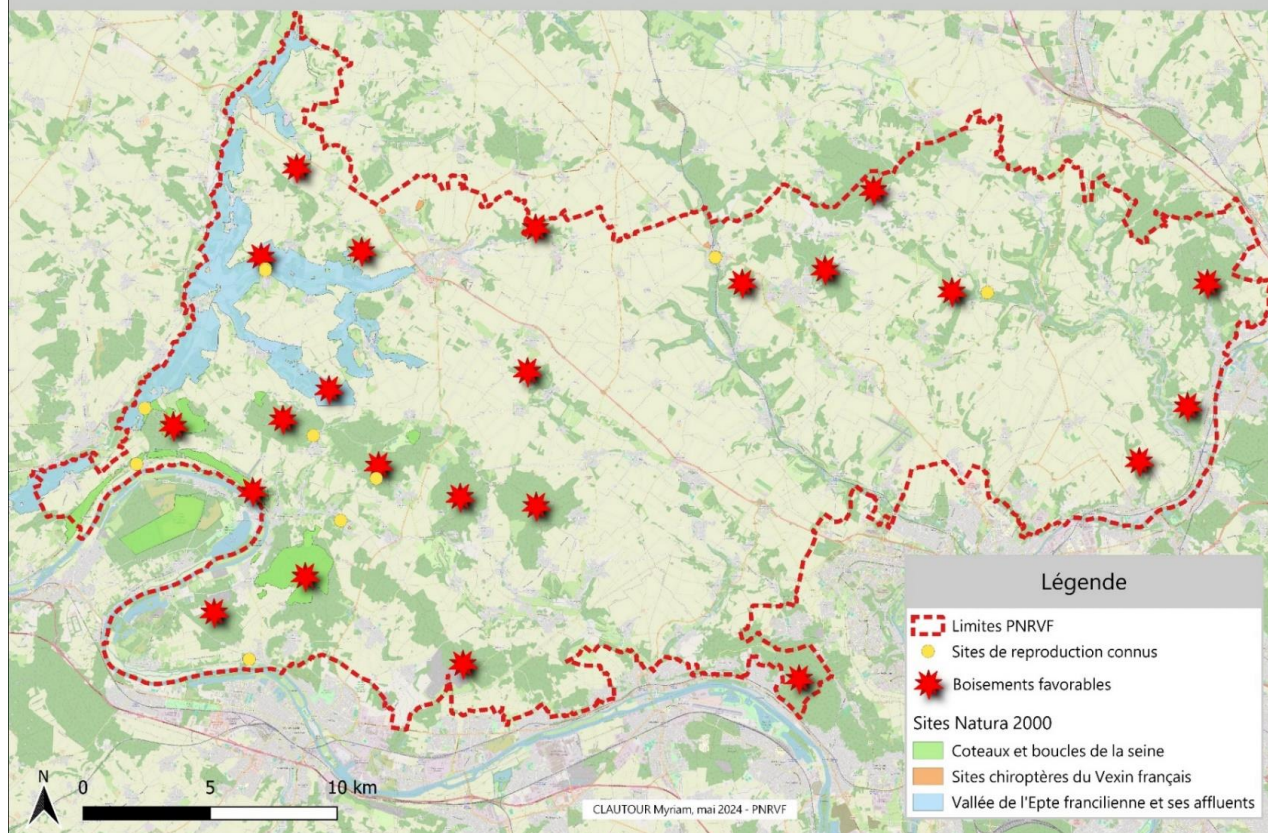 Légende
Limites PNRVF
Sites de reproduction connus
Boisements favorables
Sites Natura 2000
Coteaux et boucles de la seine
Sites chiroptères du Vexin français
Vallée de l'Epte francilienne et ses affluents
N
0 5 10 km
CLAUTOUR Myriam, mai 2024 - PNRVF